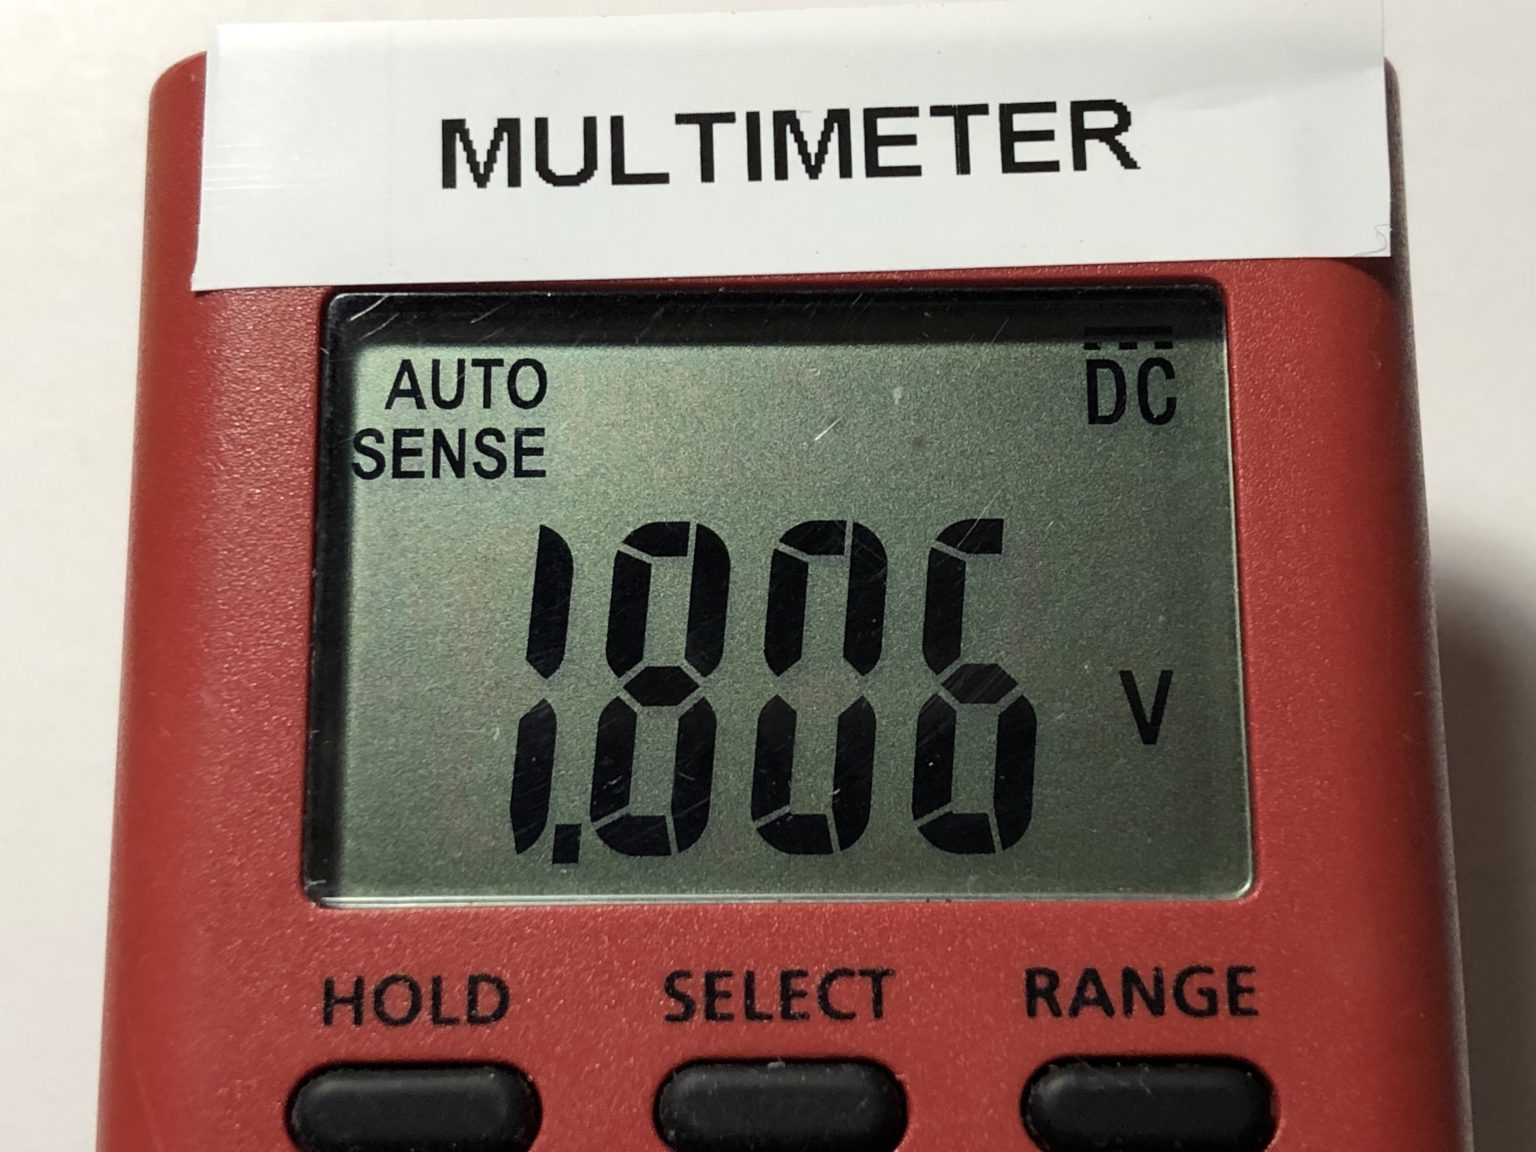 MULTIMETER
AUTO DC
SENSE
1.806 V
HOLD SELECT RANGE